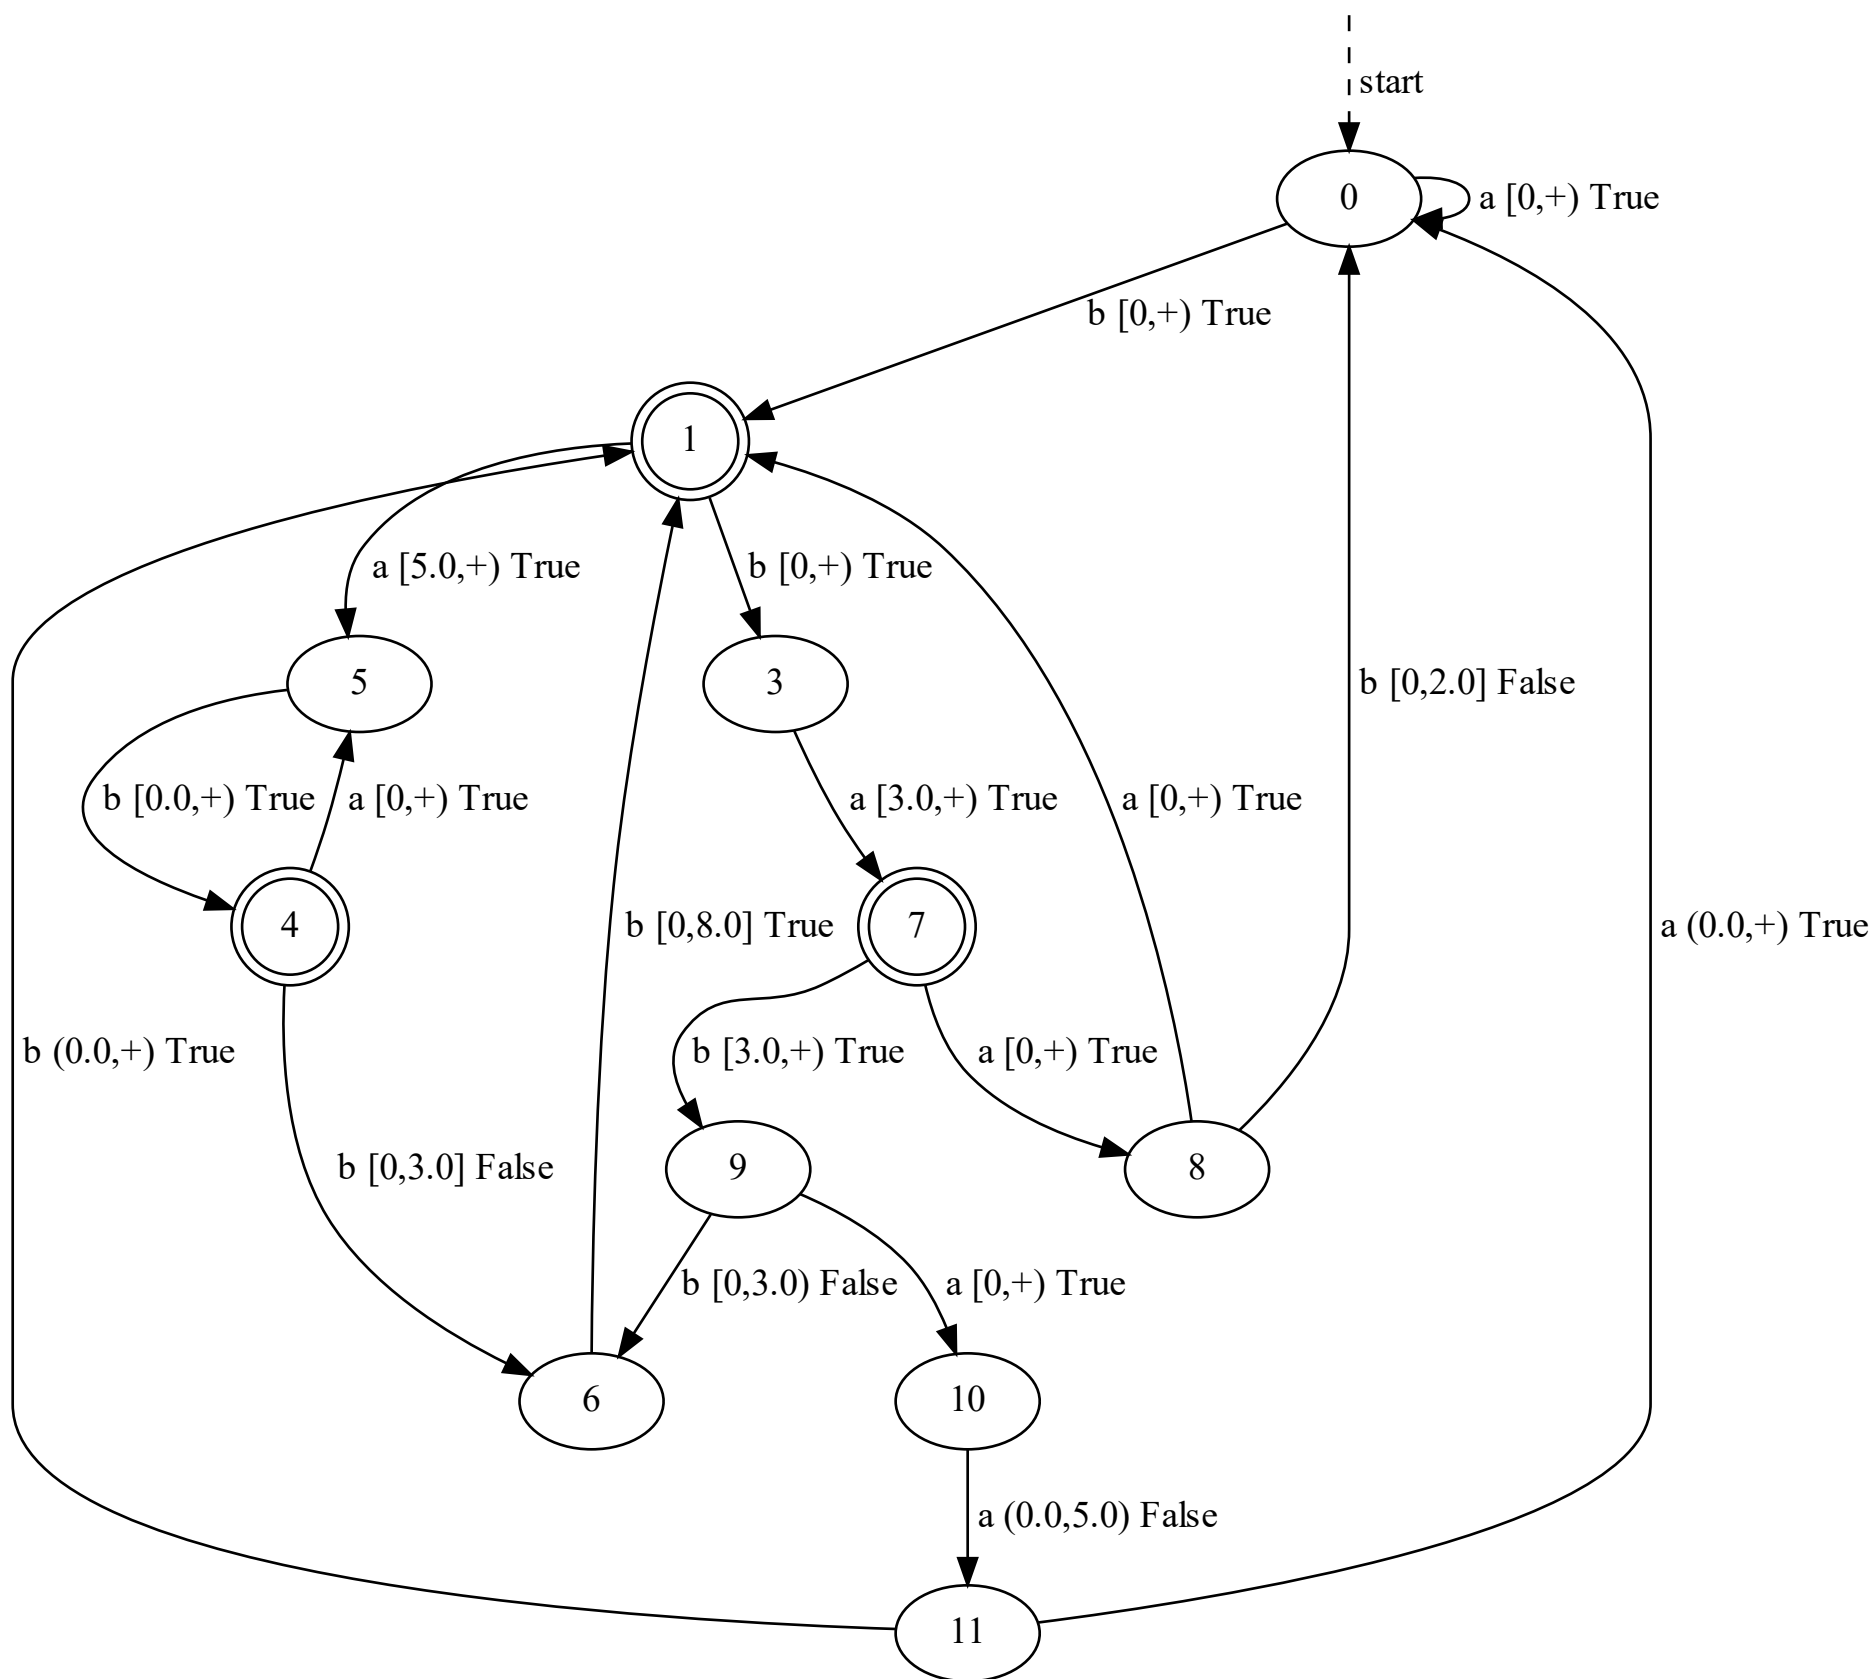 start
0
a [0,+) True
b [0,+) True
1
a [5.0,+) True
b [0,+) True
5
3
b [0,2.0] False
b [0.0,+) True
a [0,+) True
a [3.0,+) True
a [0,+) True
4
b [0,8.0] True
7
a (0.0,+) True
b (0.0,+) True
b [3.0,+) True
a [0,+) True
b [0,3.0] False
9
8
b [0,3.0) False
a [0,+) True
6
10
a (0.0,5.0) False
11